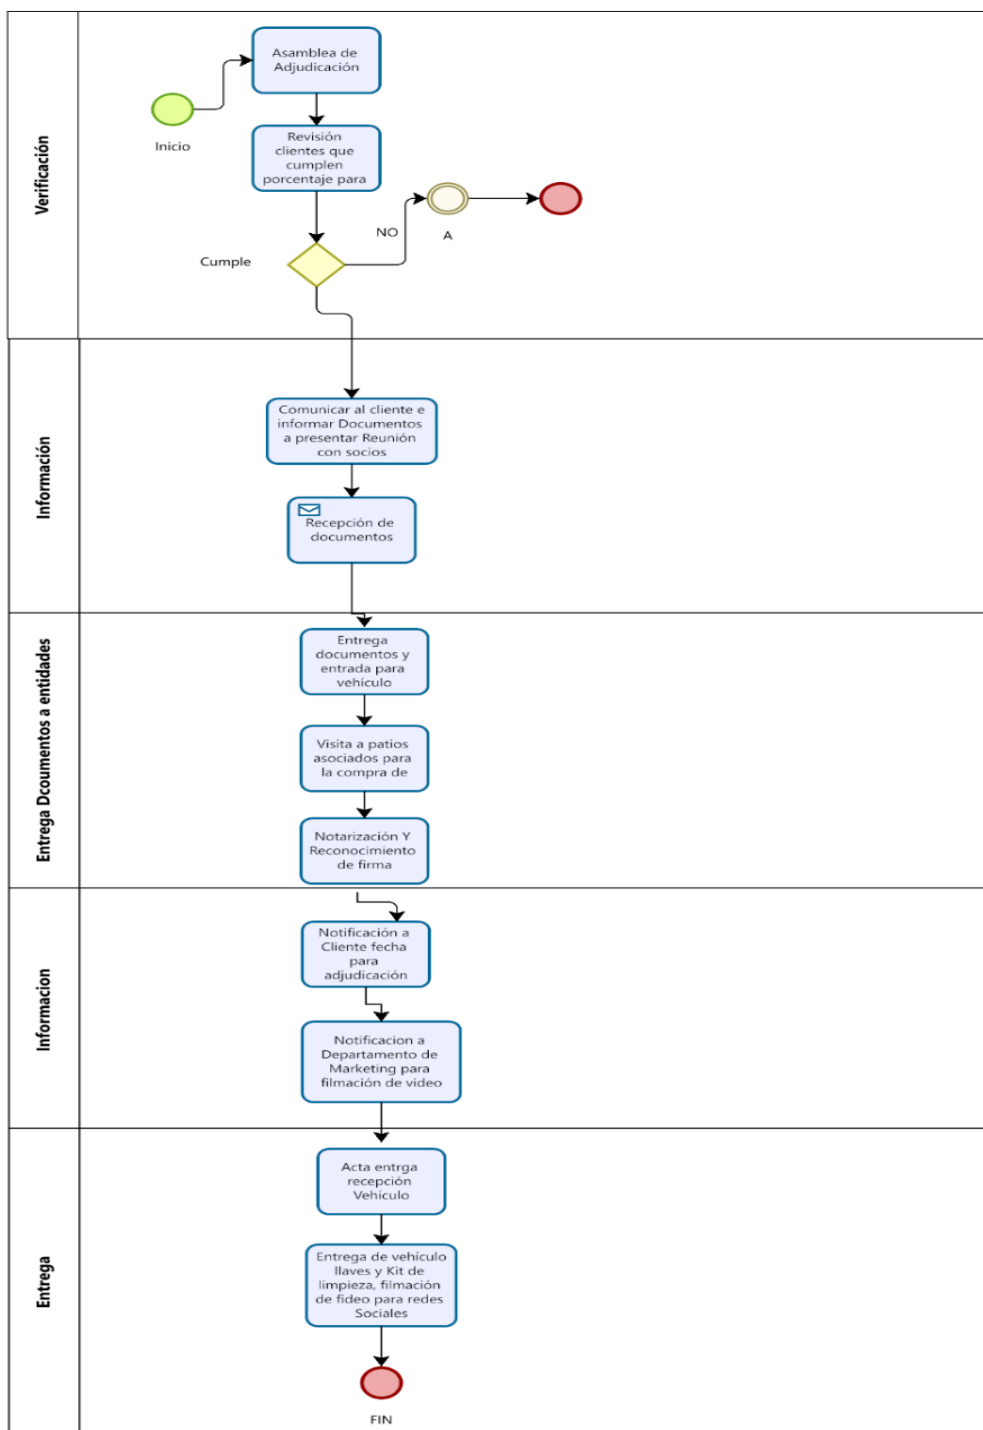 Verificación
Asamblea de
Adjudicación
Inicio
Revisión
clientes que
cumplen
porcentaje para
NO
A
Cumple
Información
Comunicar al cliente e
informar Documentos
a presentar Reunión
con socios
Recepción de
documentos
Entrega Dcoumentos a entidades
Entrega
documentos y
entrada para
vehículo
Visita a patios
asociados para
la compra de
Notarización Y
Reconocimiento
de firma
Informacion
Notificación a
Cliente fecha
para
adjudicación
Notificacion a
Departamento de
Marketing para
filmación de video
Entrega
Acta entrga
recepción
Vehículo
Entrega de vehículo
llaves y Kit de
limpieza, filmación
de fideo para redes
Sociales
FIN